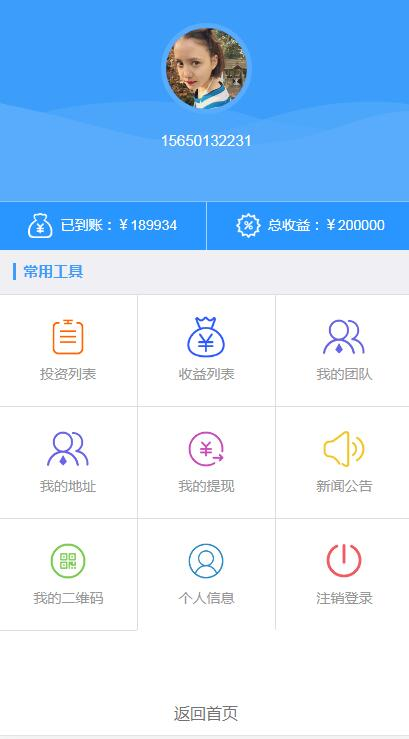 15650132231
已到账：￥189934
总收益：￥200000
常用工具
投资列表
收益列表
我的团队
我的地址
我的提现
新闻公告
我的二维码
个人信息
注销登录
返回首页